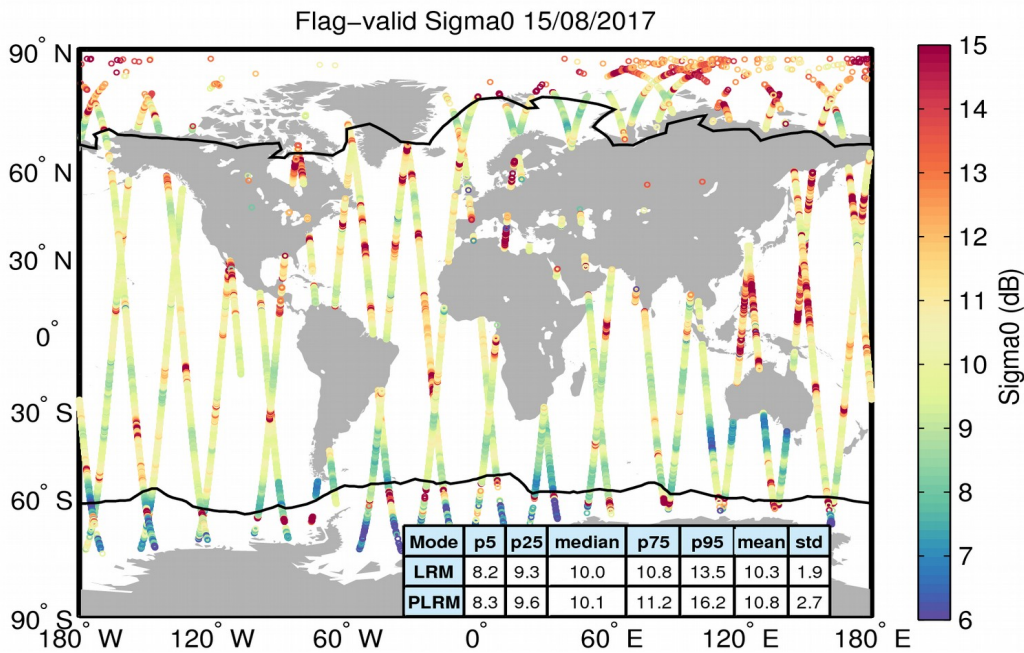 Flag−valid Sigma0 15/08/2017
90° N
60° N
30° N
0°
30° S
60° S
90° S
180° W 120° W 60° W 0° 60° E 120° E 180° E
Mode p5 p25 median p75 p95 mean std
LRM 8.2 9.3 10.0 10.8 13.5 10.3 1.9
PLRM 8.3 9.6 10.1 11.2 16.2 10.8 2.7
15
14
13
12
11
10
9
8
7
6
Sigma0 (dB)